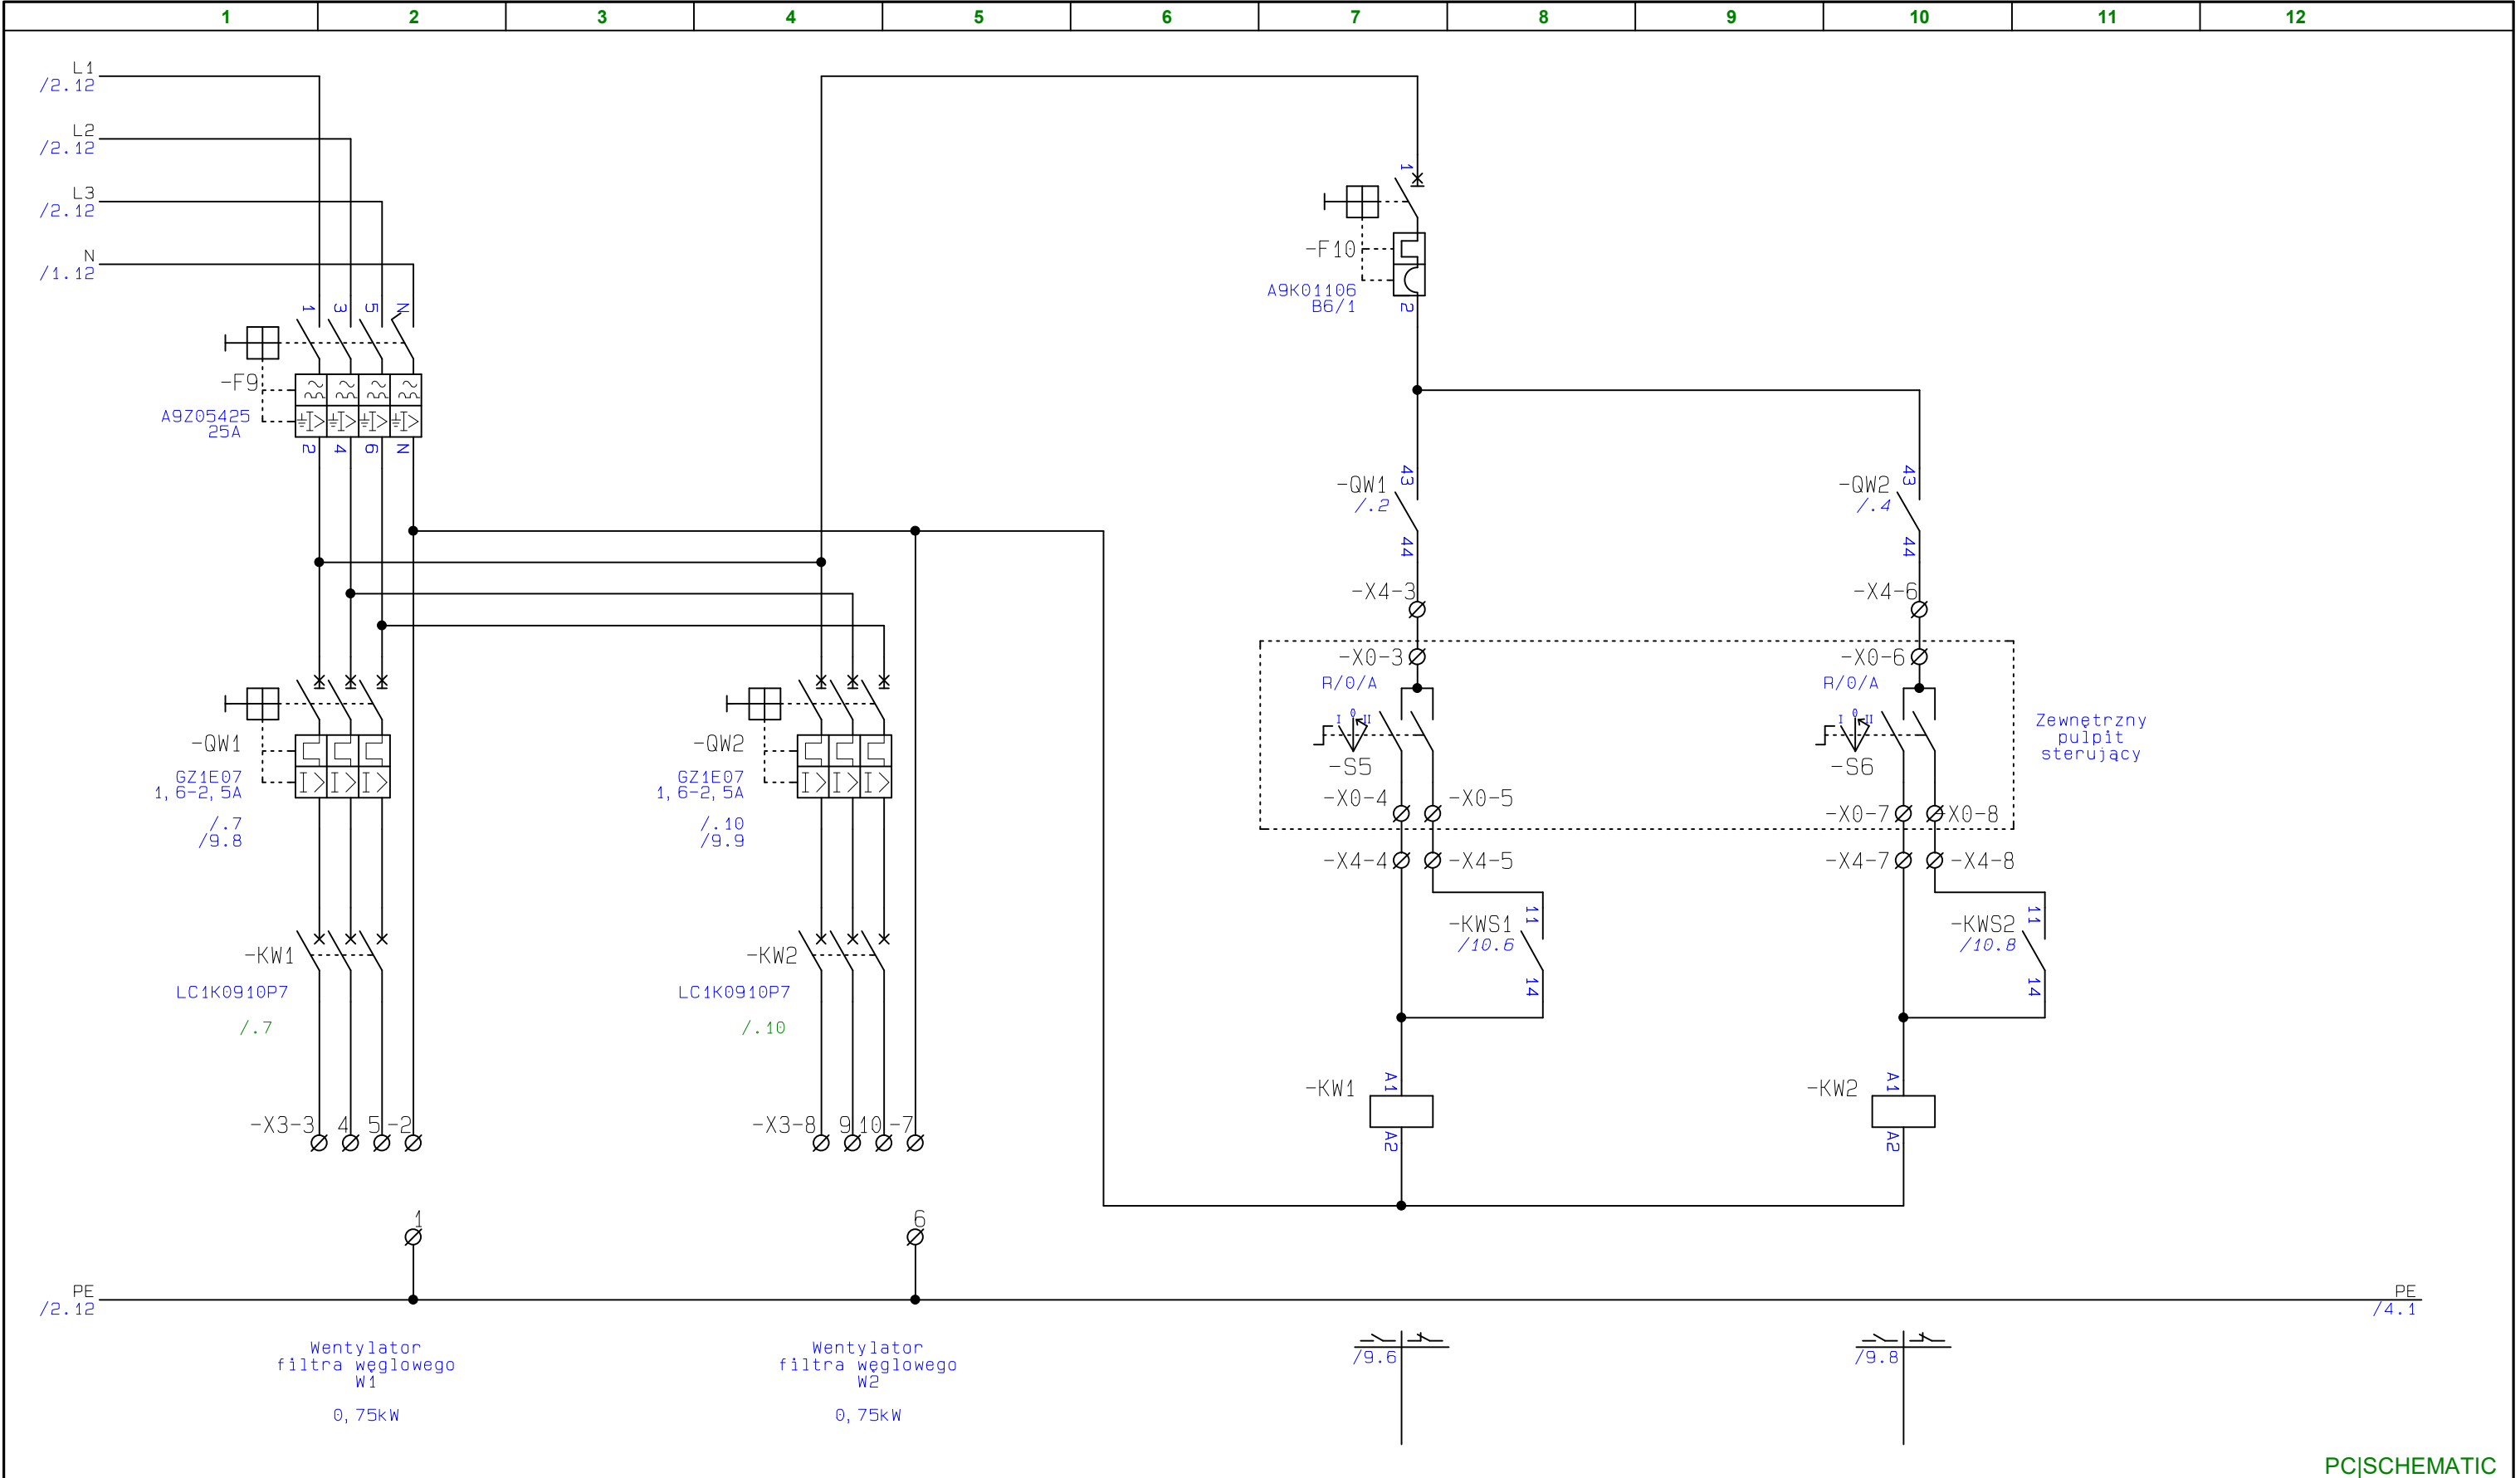 1 2 3 4 5 6 7 8 9 10 11 12
L1
/2.12
L2
/2.12
L3
/2.12
N
/1.12
1 3 5 N
-F9
A9Z05425
25A
2 4 6 N
1
-F10
A9K01106
B6/1
2
-QW1
/.2
43
44
-QW2
/.4
43
44
-X4-3
-X4-6
-X0-3
R/0/A
I 0 II
-S5
-X0-4
-X0-5
-X0-6
R/0/A
I 0 II
-S6
-X0-7
-X0-8
Zewnętrzny
pulpit
sterujący
-X4-4
-X4-5
-X4-7
-X4-8
-QW1
GZ1E07
1,6-2,5A
/.7
/9.8
I> I> I>
-QW2
GZ1E07
1,6-2,5A
/.10
/9.9
I> I> I>
-KWS1
/10.6
11
14
-KWS2
/10.8
11
14
-KW1
LC1K0910P7
/.7
-KW2
LC1K0910P7
/.10
-KW1
A1
A2
-KW2
A1
A2
-X3-3 4 5 -2
-X3-8 9 10 -7
1
6
PE
/2.12
PE
/4.1
Wentylator
filtra węglowego
W1
0,75kW
Wentylator
filtra węglowego
W2
0,75kW
/9.6
/9.8
PC|SCHEMATIC